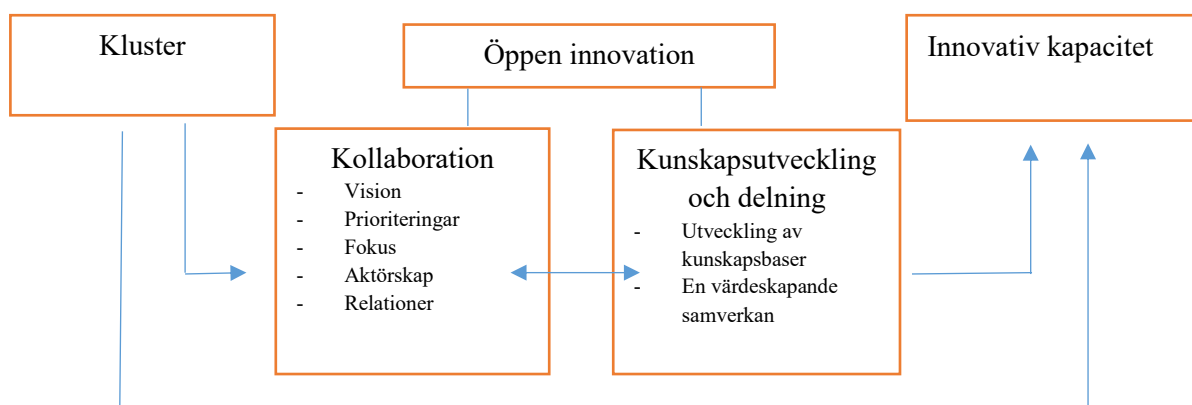 Kluster
Öppen innovation
Innovativ kapacitet
Kollaboration
- Vision
- Prioriteringar
- Fokus
- Aktörskap
- Relationer
Kunskapsutveckling
och delning
- Utveckling av
kunskapsbaser
- En värdeskapande
samverkan